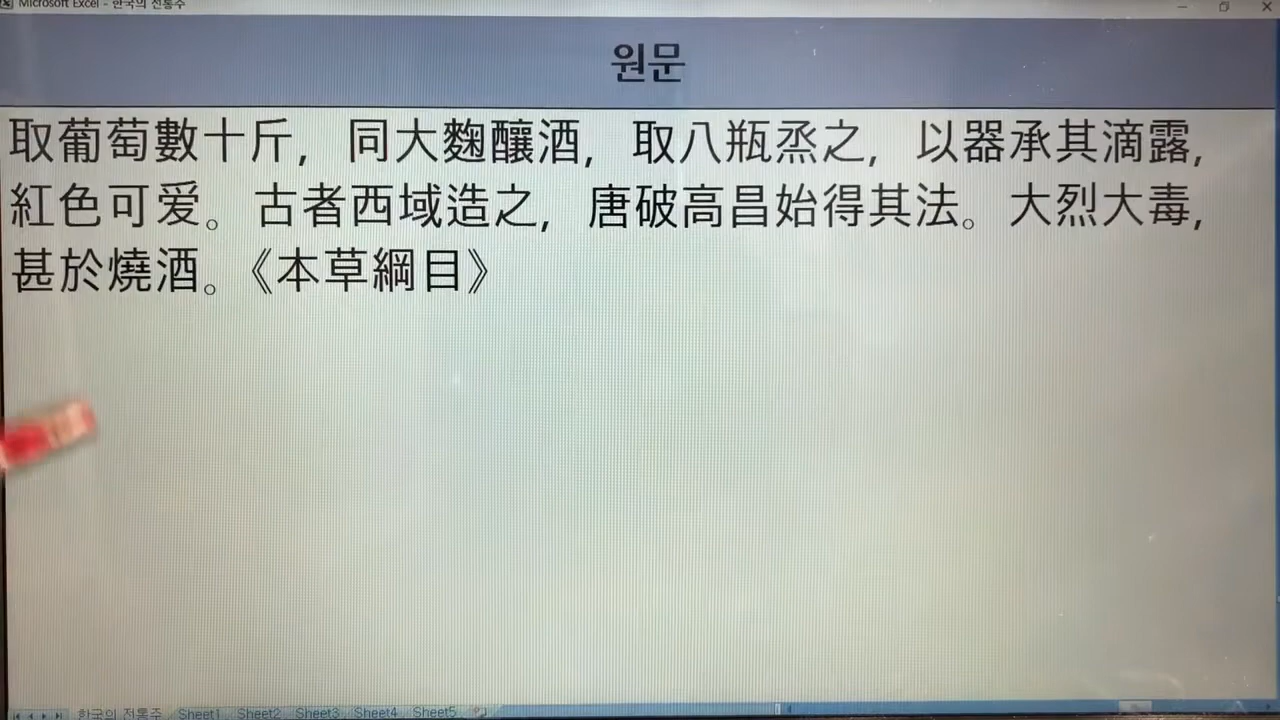 Microsoft Excel - 한국의 전통주
원문
取葡萄數十斤, 同大麴釀酒, 取八瓶烝之, 以器承其滴露,
紅色可爱。古者西域造之, 唐破高昌始得其法。大烈大毒,
甚於燒酒。《本草綱目》
한국의 전통주 Sheet1 Sheet2 Sheet3 Sheet4 Sheet5